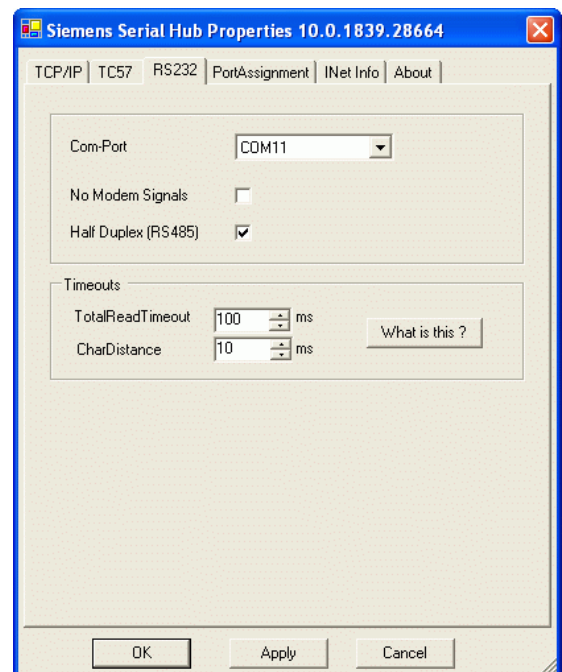 Siemens Serial Hub Properties 10.0.1839.28664
TCP/IP TC57 RS232 PortAssignment INet Info About
Com-Port COM11
No Modem Signals
Half Duplex (RS485)
Timeouts
TotalReadTimeout 100 ms
What is this ?
CharDistance 10 ms
OK Apply Cancel